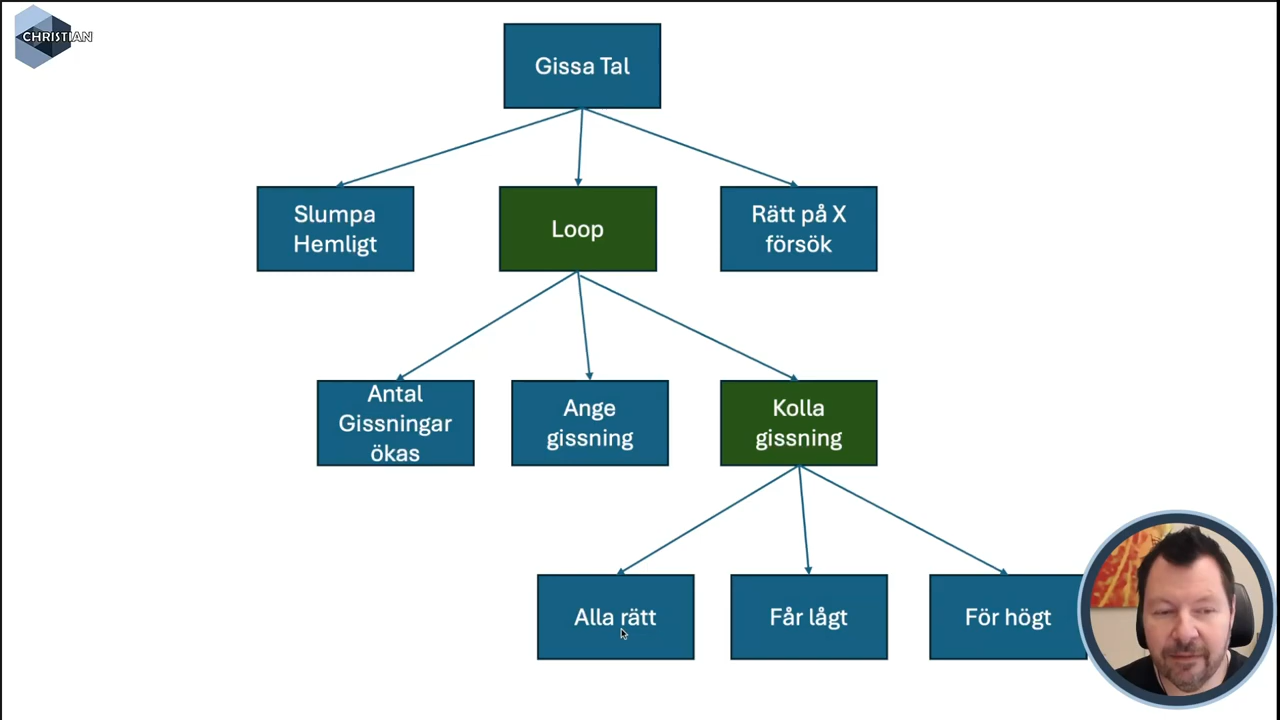 CHRISTIAN
Gissa Tal
Slumpa
Hemligt
Loop
Rätt på X
försök
Antal
Gissningar
ökas
Ange
gissning
Kolla
gissning
Alla rätt
Får lågt
För högt